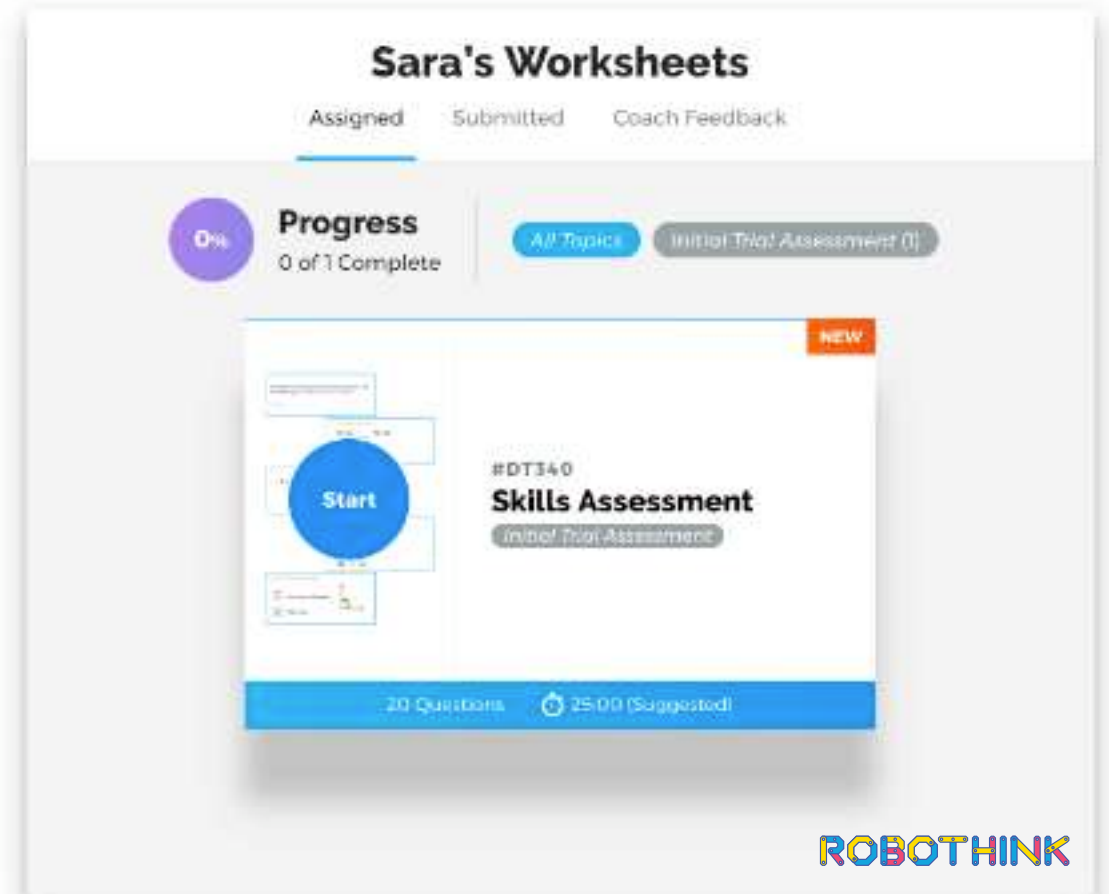 Sara's Worksheets
Assigned Submitted Coach Feedback
0%
Progress
0 of 1 Complete
All Topics Initial Trial Assessment (1)
NEW
Start
#DT340
Skills Assessment
Initial Trial Assessment
20 Questions 25:00 (Suggested)
ROBOTHINK